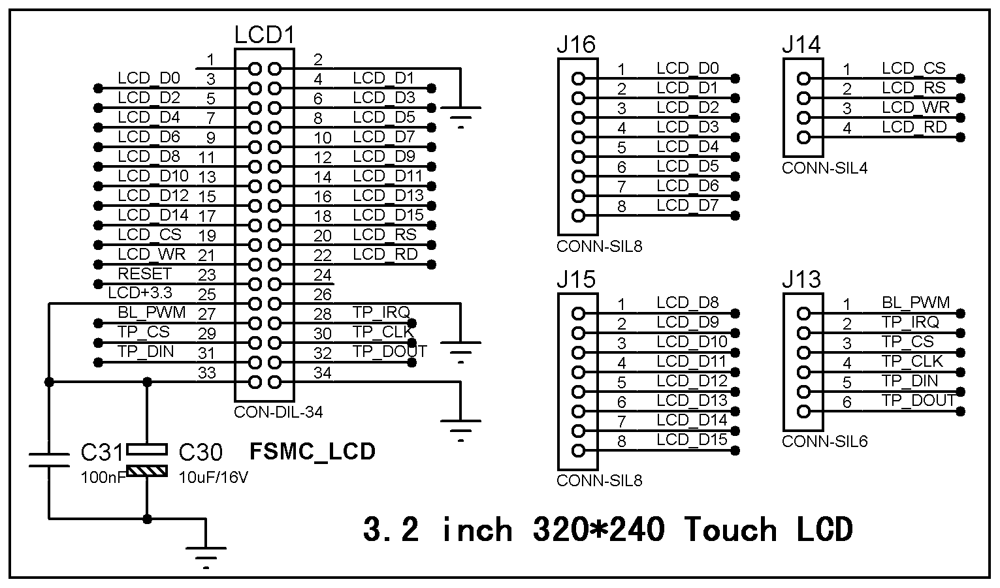 LCD1
1 2
LCD_D0 3 4 LCD_D1
LCD_D2 5 6 LCD_D3
LCD_D4 7 8 LCD_D5
LCD_D6 9 10 LCD_D7
LCD_D8 11 12 LCD_D9
LCD_D10 13 14 LCD_D11
LCD_D12 15 16 LCD_D13
LCD_D14 17 18 LCD_D15
LCD_CS 19 20 LCD_RS
LCD_WR 21 22 LCD_RD
RESET 23 24
LCD+3.3 25 26
BL_PWM 27 28 TP_IRQ
TP_CS 29 30 TP_CLK
TP_DIN 31 32 TP_DOUT
33 34
CON-DIL-34
C31
100nF
C30
10uF/16V
FSMC_LCD
J16
1 LCD_D0
2 LCD_D1
3 LCD_D2
4 LCD_D3
5 LCD_D4
6 LCD_D5
7 LCD_D6
8 LCD_D7
CONN-SIL8
J14
1 LCD_CS
2 LCD_RS
3 LCD_WR
4 LCD_RD
CONN-SIL4
J15
1 LCD_D8
2 LCD_D9
3 LCD_D10
4 LCD_D11
5 LCD_D12
6 LCD_D13
7 LCD_D14
8 LCD_D15
CONN-SIL8
J13
1 BL_PWM
2 TP_IRQ
3 TP_CS
4 TP_CLK
5 TP_DIN
6 TP_DOUT
CONN-SIL6
3.2 inch 320*240 Touch LCD